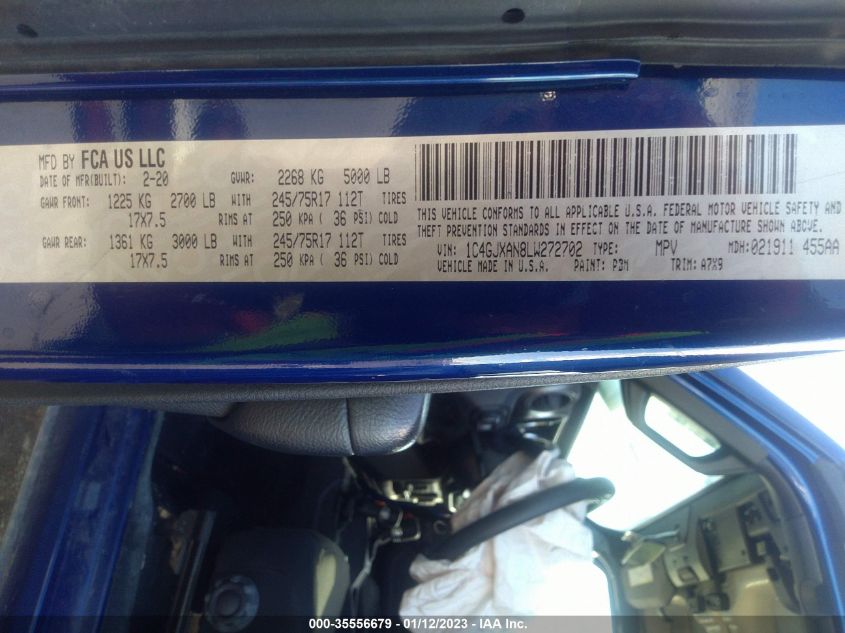 MFD BY FCA US LLC
DATE OF MFR(BUILT): 2-20 GVWR: 2268 KG 5000 LB
GAWR FRONT: 1225 KG 2700 LB WITH 245/75R17 112T TIRES
17X7.5 RIMS AT 250 KPA ( 36 PSI) COLD
GAWR REAR: 1361 KG 3000 LB WITH 245/75R17 112T TIRES
17X7.5 RIMS AT 250 KPA ( 36 PSI) COLD
THIS VEHICLE CONFORMS TO ALL APPLICABLE U.S.A. FEDERAL MOTOR VEHICLE SAFETY AND
THEFT PREVENTION STANDARDS IN EFFECT ON THE DATE OF MANUFACTURE SHOWN ABOVE.
VIN: 1C4GJXAN8LW272702 TYPE: MPV MDH: 021911 455AA
VEHICLE MADE IN U.S.A. PAINT: P3M TRIM: A7X9
000-35556679 - 01/12/2023 - IAA Inc.